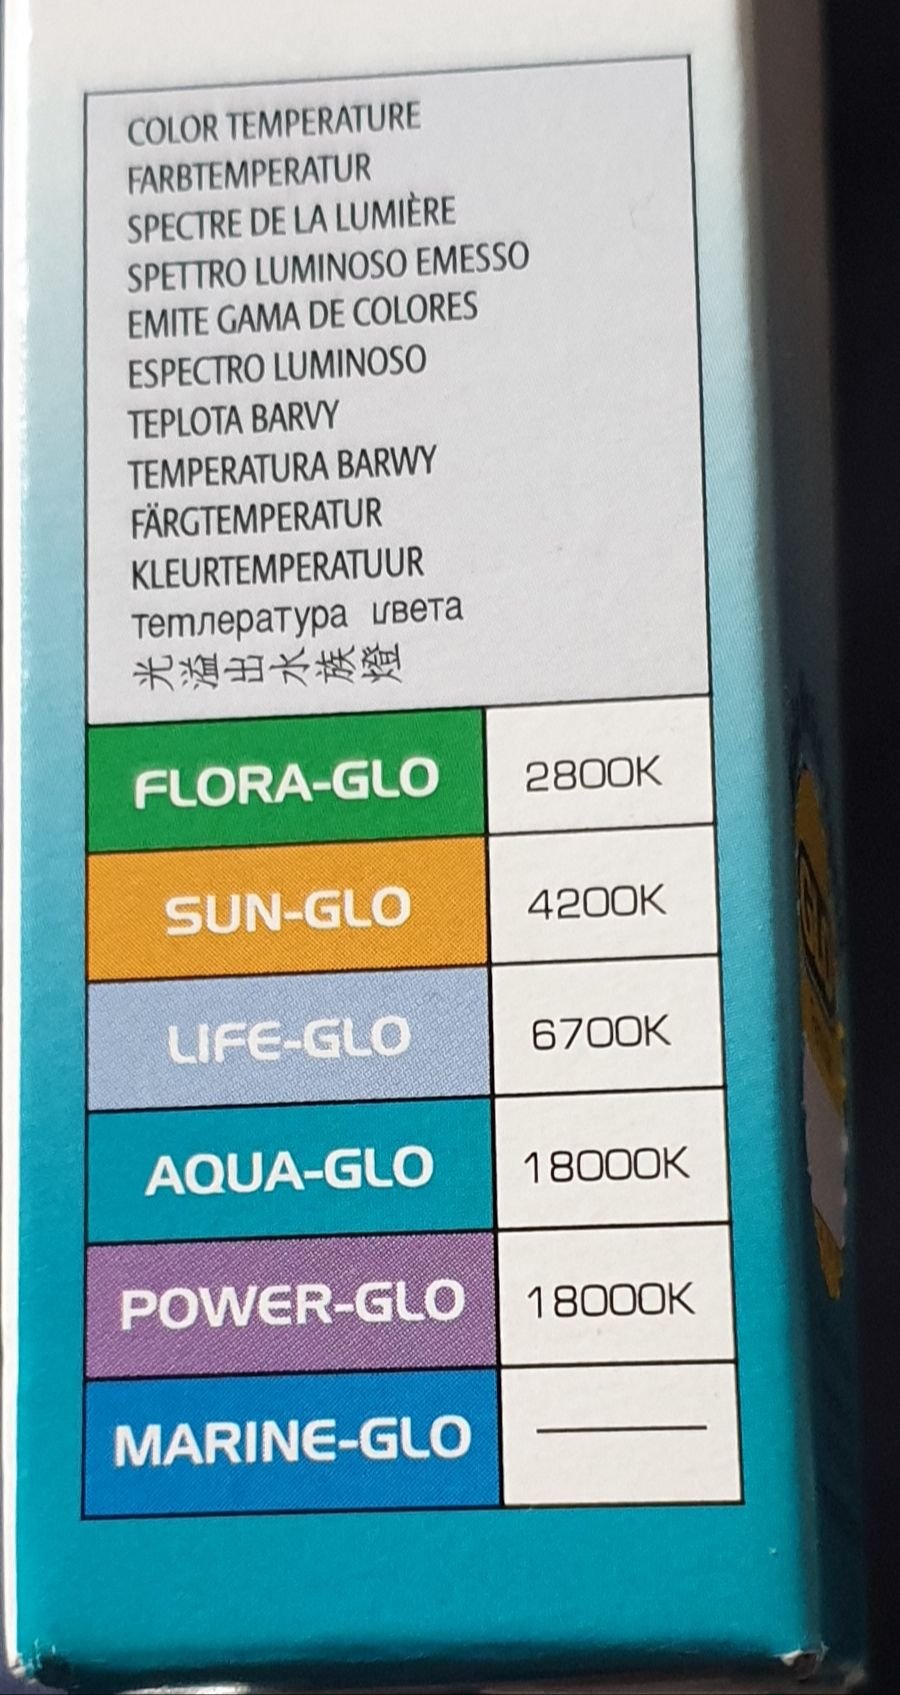 COLOR TEMPERATURE
FARBTEMPERATUR
SPECTRE DE LA LUMIÈRE
SPETTRO LUMINOSO EMESSO
EMITE GAMA DE COLORES
ESPECTRO LUMINOSO
TEPLOTA BARVY
TEMPERATURA BARWY
FÄRGTEMPERATUR
KLEURTEMPERATUUR
темлература цвета
光溢出水族燈
FLORA-GLO 2800K
SUN-GLO 4200K
LIFE-GLO 6700K
AQUA-GLO 18000K
POWER-GLO 18000K
MARINE-GLO —